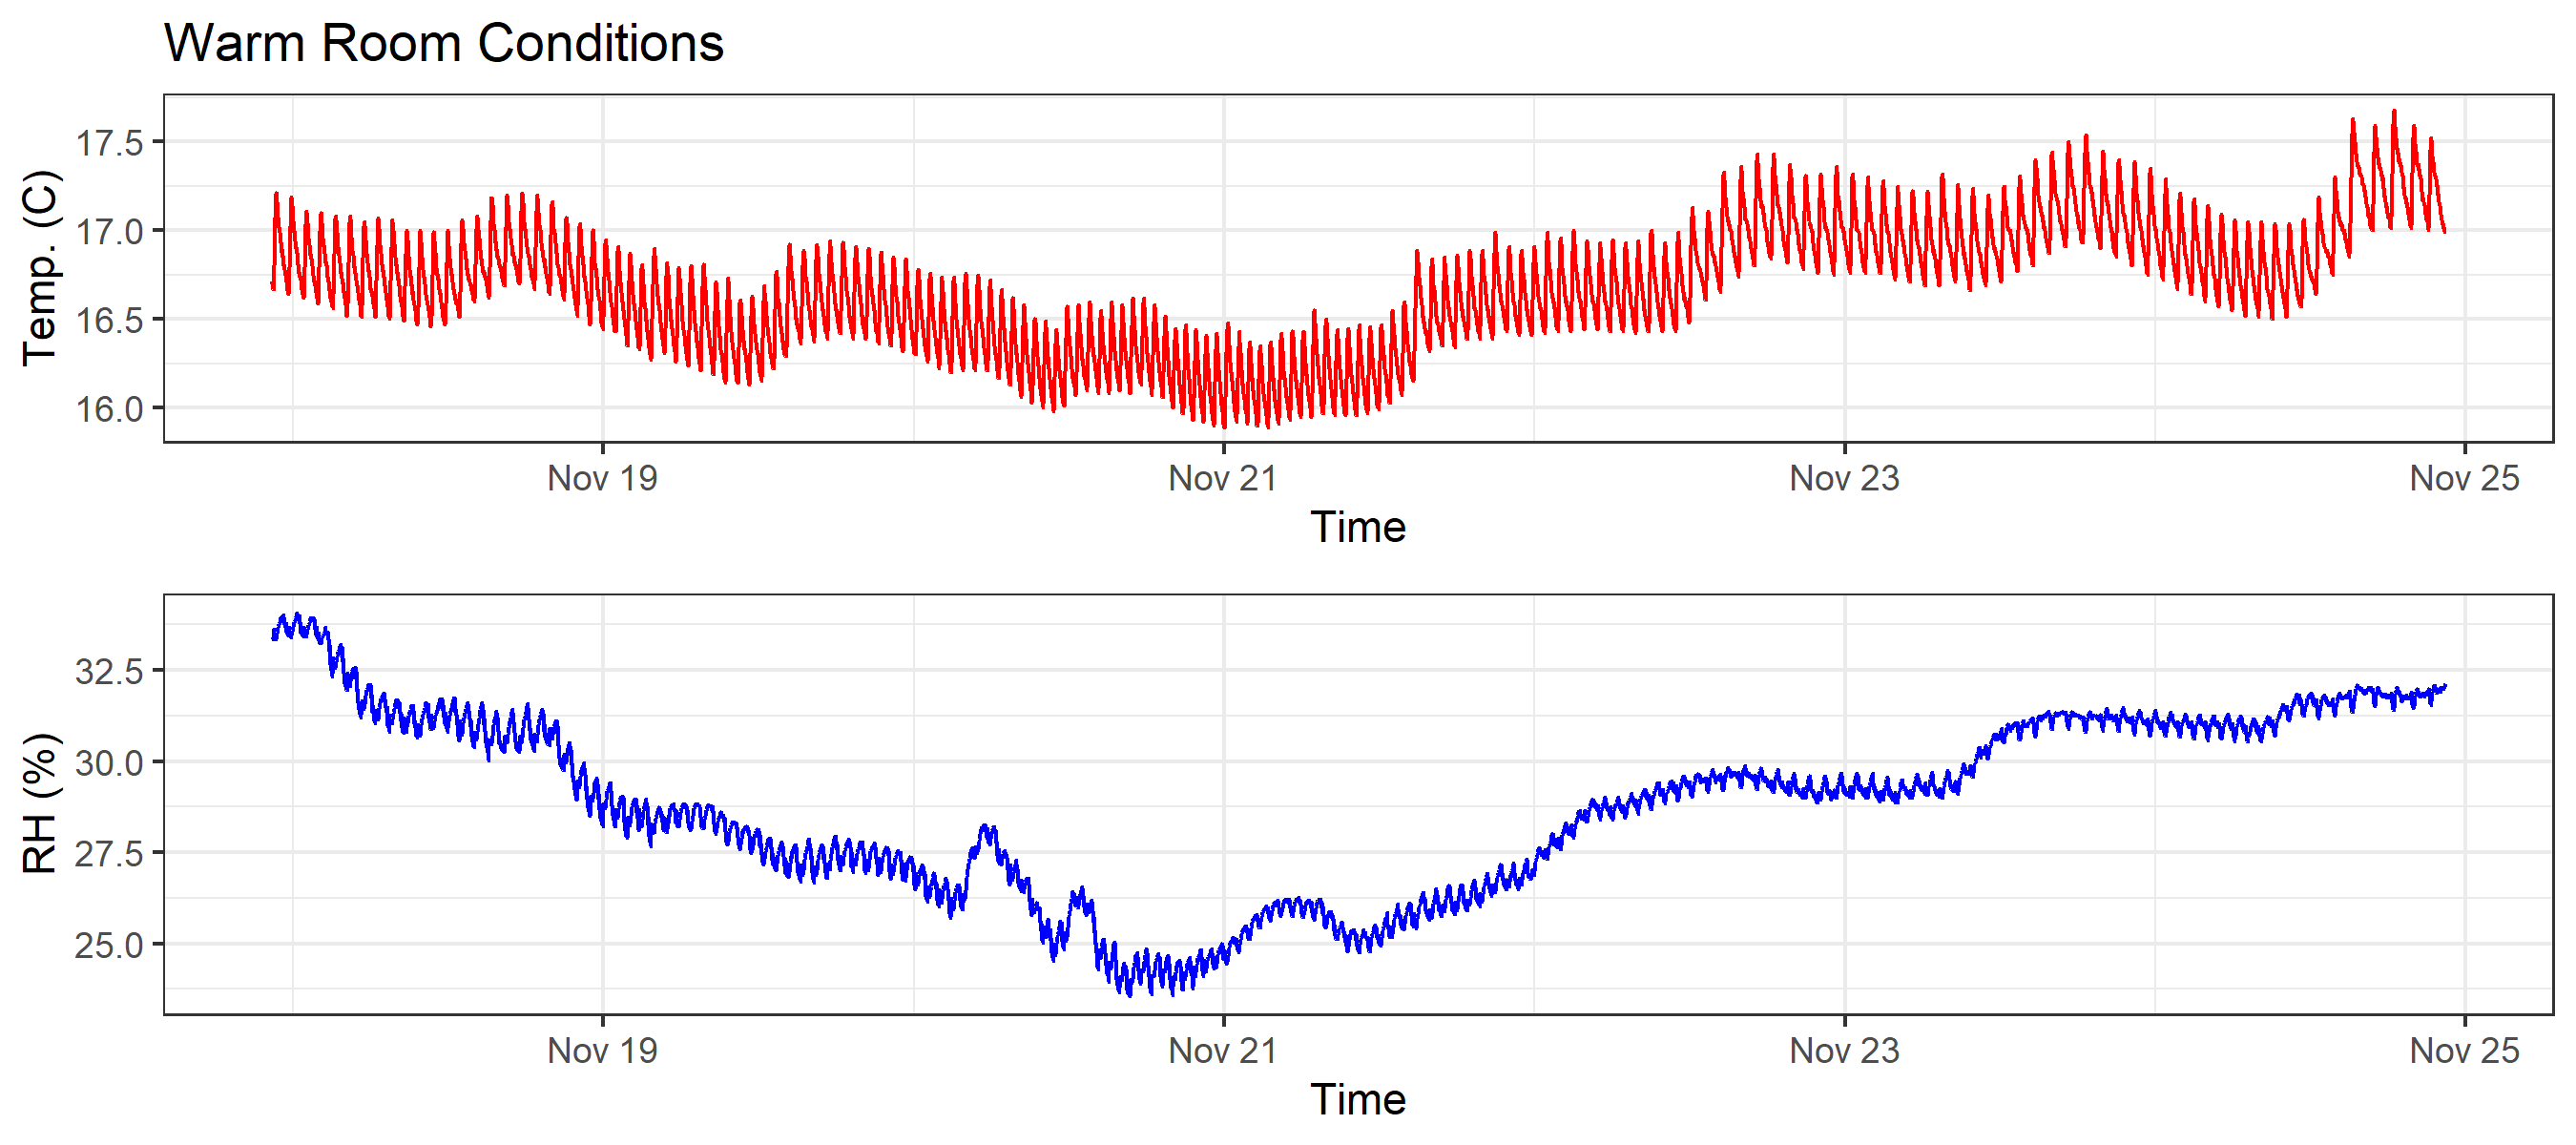 Warm Room Conditions
Temp. (C)
17.5
17.0
16.5
16.0
Nov 19 Nov 21 Nov 23 Nov 25
Time
RH (%)
32.5
30.0
27.5
25.0
Nov 19 Nov 21 Nov 23 Nov 25
Time